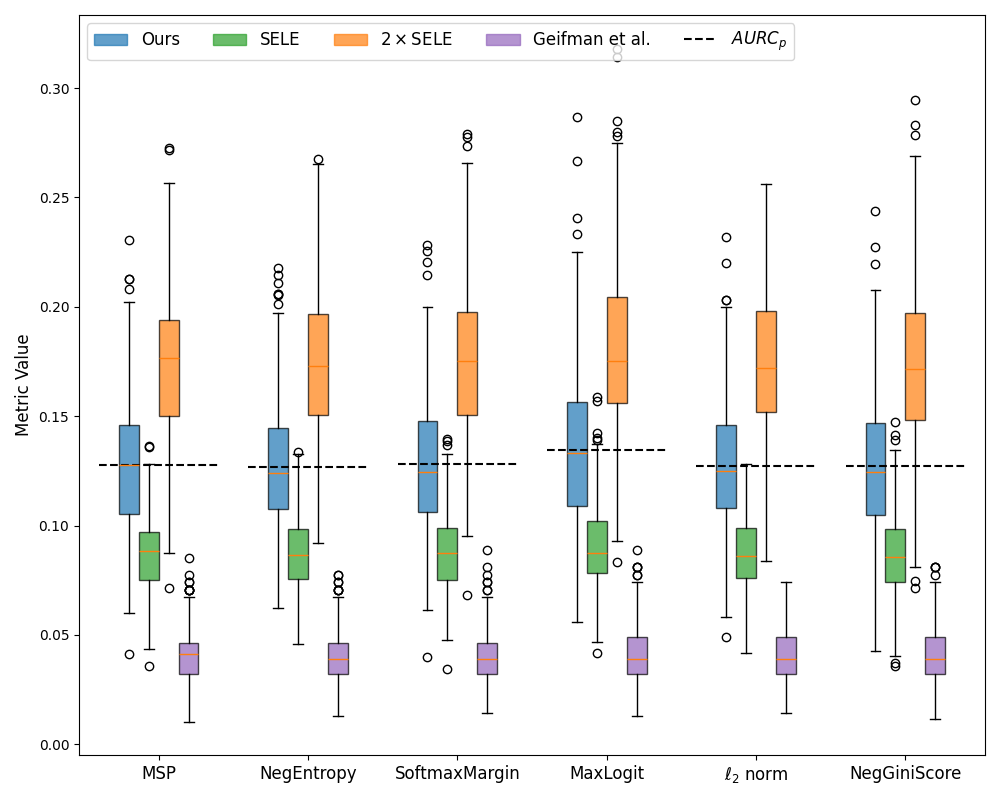 Ours SELE 2 × SELE Geifman et al. AURC_p
Metric Value
0.30
0.25
0.20
0.15
0.10
0.05
0.00
MSP NegEntropy SoftmaxMargin MaxLogit ℓ₂ norm NegGiniScore